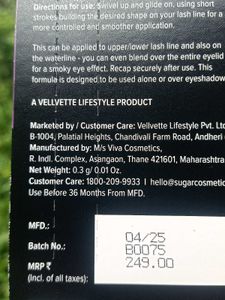 Directions for use: Swivel up and glide on, using short
strokes building the desired shape on your lash line for a
more controlled and smoother application.
This can be applied to upper/lower lash line and also on
the waterline - you can even blend over the entire eyelid
for a smoky eye effect. Recap securely after use. This
formula is designed to be used alone or over eyeshadow
A VELLVETTE LIFESTYLE PRODUCT
Marketed by / Customer Care: Vellvette Lifestyle Pvt. Ltd
B-1004, Palatial Heights, Chandivali Farm Road, Andheri
Manufactured by: M/s Viva Cosmetics,
R. Indl. Complex, Asangaon, Thane 421601, Maharashtra
Net Weight: 0.3 g/ 0.01 Oz.
Customer Care: 1800-209-9933 | hello@sugarcosmetic
Use Before 36 Months From MFD.
MFD.: 04/25
Batch No.: B0075
MRP ₹ 249.00
(Incl. of all taxes):